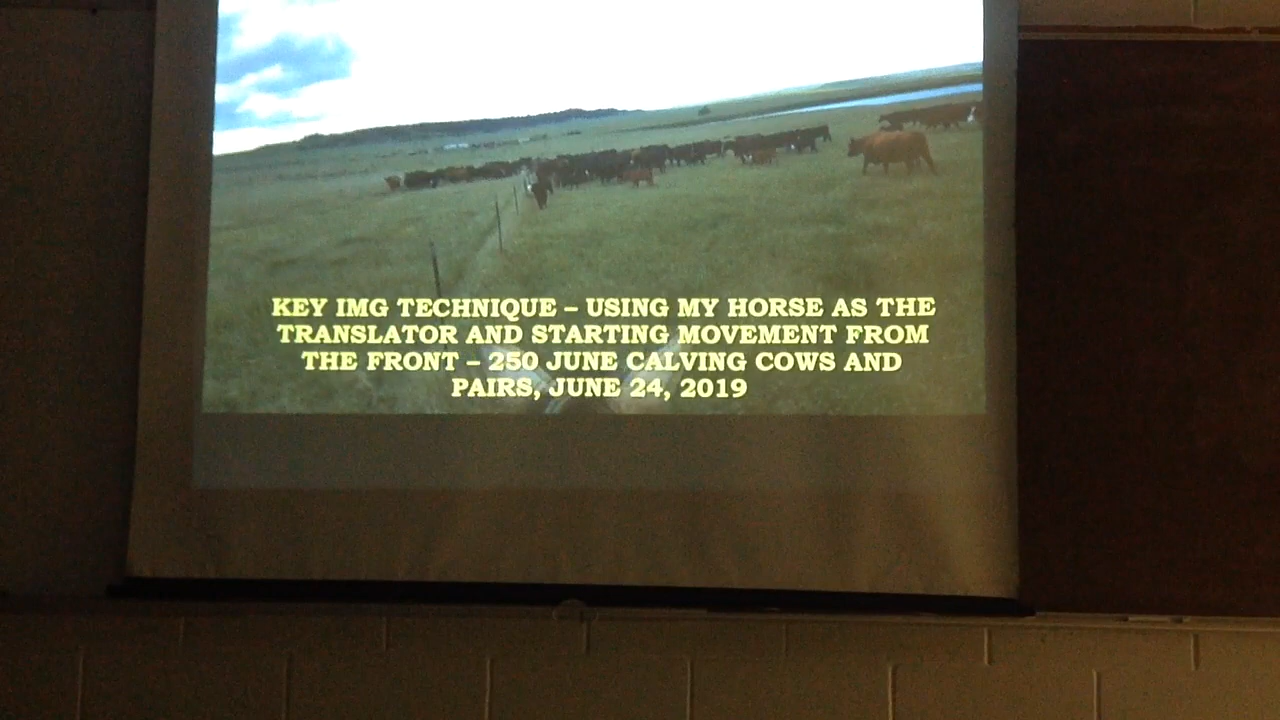 KEY IMG TECHNIQUE – USING MY HORSE AS THE
TRANSLATOR AND STARTING MOVEMENT FROM
THE FRONT – 250 JUNE CALVING COWS AND
PAIRS, JUNE 24, 2019